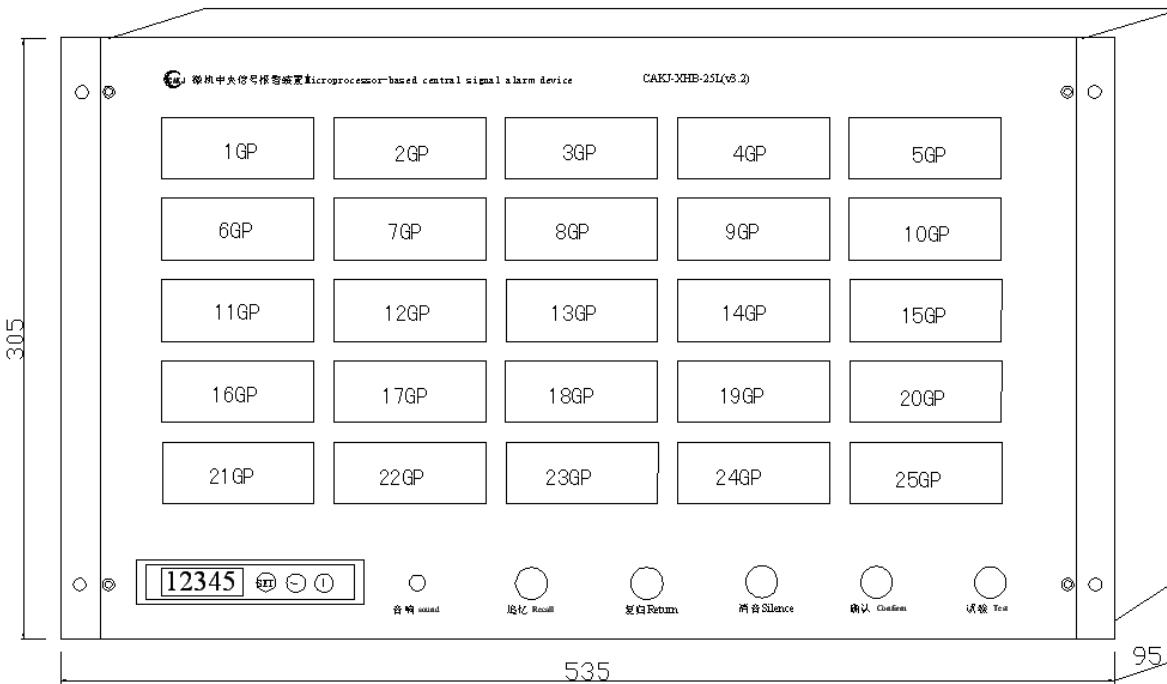 CAKJ 微机中央信号报警装置Microprocessor-based central signal alarm device CAKJ-XHB-25L(v3.2)
1GP 2GP 3GP 4GP 5GP
6GP 7GP 8GP 9GP 10GP
11GP 12GP 13GP 14GP 15GP
16GP 17GP 18GP 19GP 20GP
21GP 22GP 23GP 24GP 25GP
12345 SET
音响 sound 追忆 Recall 复归Return 消音Silence 确认 Confirm 试验 Test
305
535
95